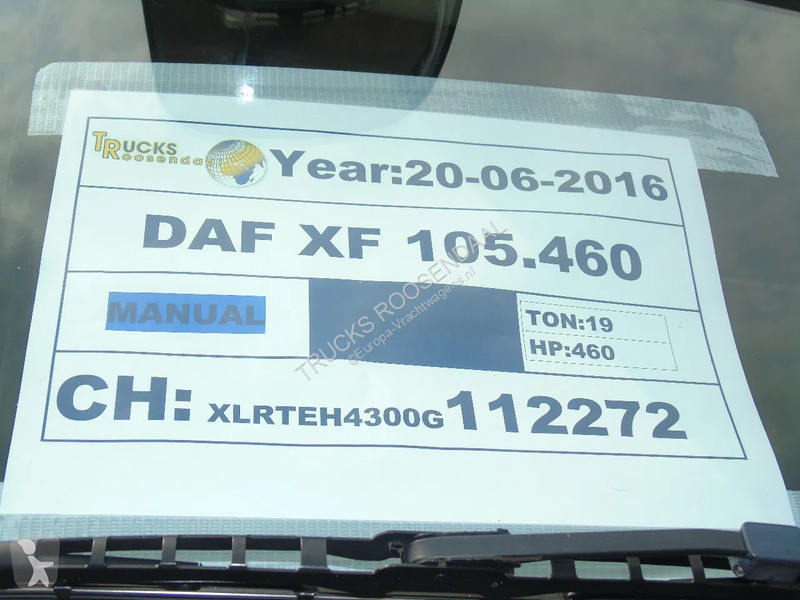 TRUCKS
Roosendaal
Year:20-06-2016
DAF XF 105.460
MANUAL
TON:19
HP:460
CH: XLRTEH4300G112272
TRUCKS ROOSENDAAL
©Europa-Vrachtwagens.nl